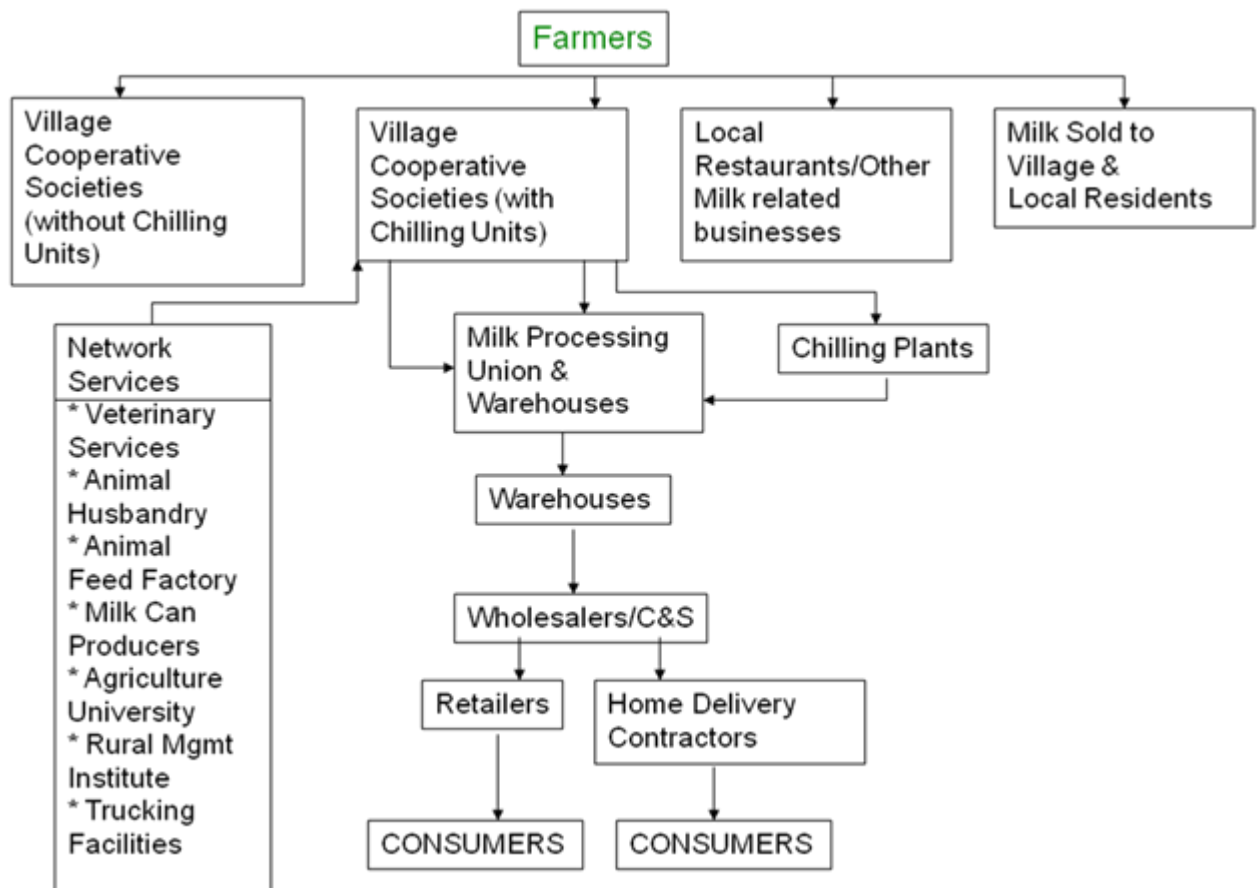 Farmers
Village
Cooperative
Societies
(without Chilling
Units)
Village
Cooperative
Societies (with
Chilling Units)
Local
Restaurants/Other
Milk related
businesses
Milk Sold to
Village &
Local Residents
Network
Services
* Veterinary
Services
* Animal
Husbandry
* Animal
Feed Factory
* Milk Can
Producers
* Agriculture
University
* Rural Mgmt
Institute
* Trucking
Facilities
Milk Processing
Union &
Warehouses
Chilling Plants
Warehouses
Wholesalers/C&S
Retailers
Home Delivery
Contractors
CONSUMERS
CONSUMERS